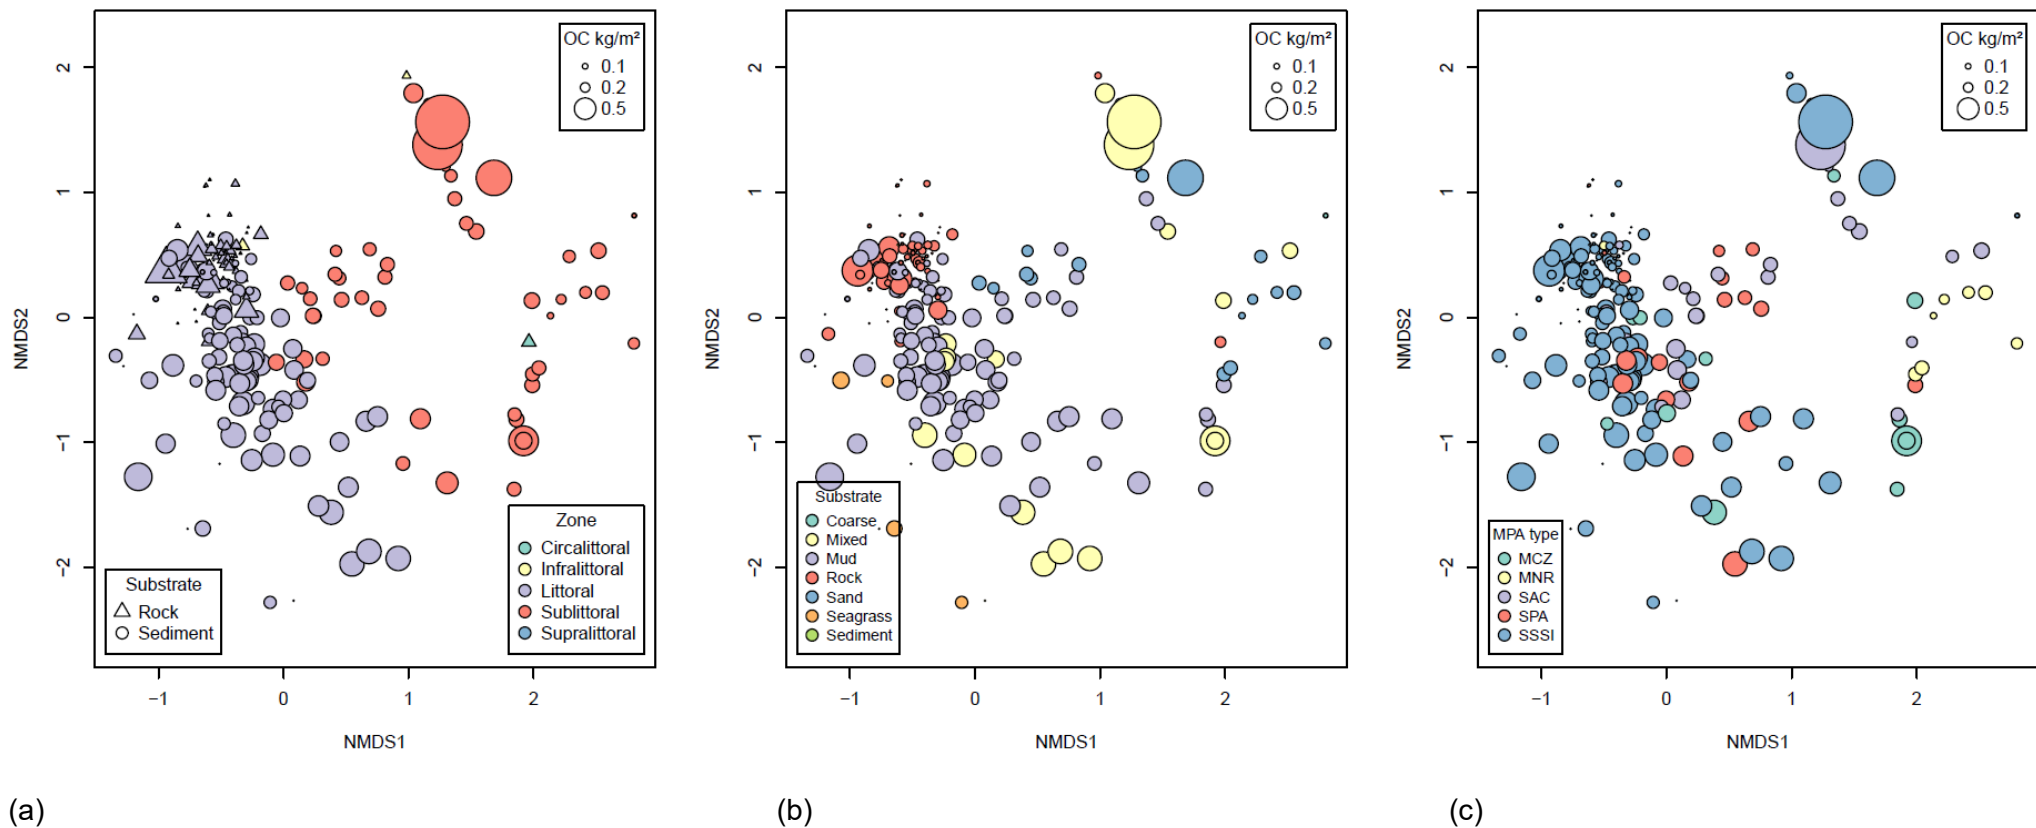 OC kg/m²
0.1
0.2
0.5
Substrate
Rock
Sediment
Zone
Circalittoral
Infralittoral
Littoral
Sublittoral
Supralittoral
2
1
0
−1
−2
NMDS2
−1 0 1 2
NMDS1
(a)
OC kg/m²
0.1
0.2
0.5
Substrate
Coarse
Mixed
Mud
Rock
Sand
Seagrass
Sediment
2
1
0
−1
−2
NMDS2
−1 0 1 2
NMDS1
(b)
OC kg/m²
0.1
0.2
0.5
MPA type
MCZ
MNR
SAC
SPA
SSSI
2
1
0
−1
−2
NMDS2
−1 0 1 2
NMDS1
(c)